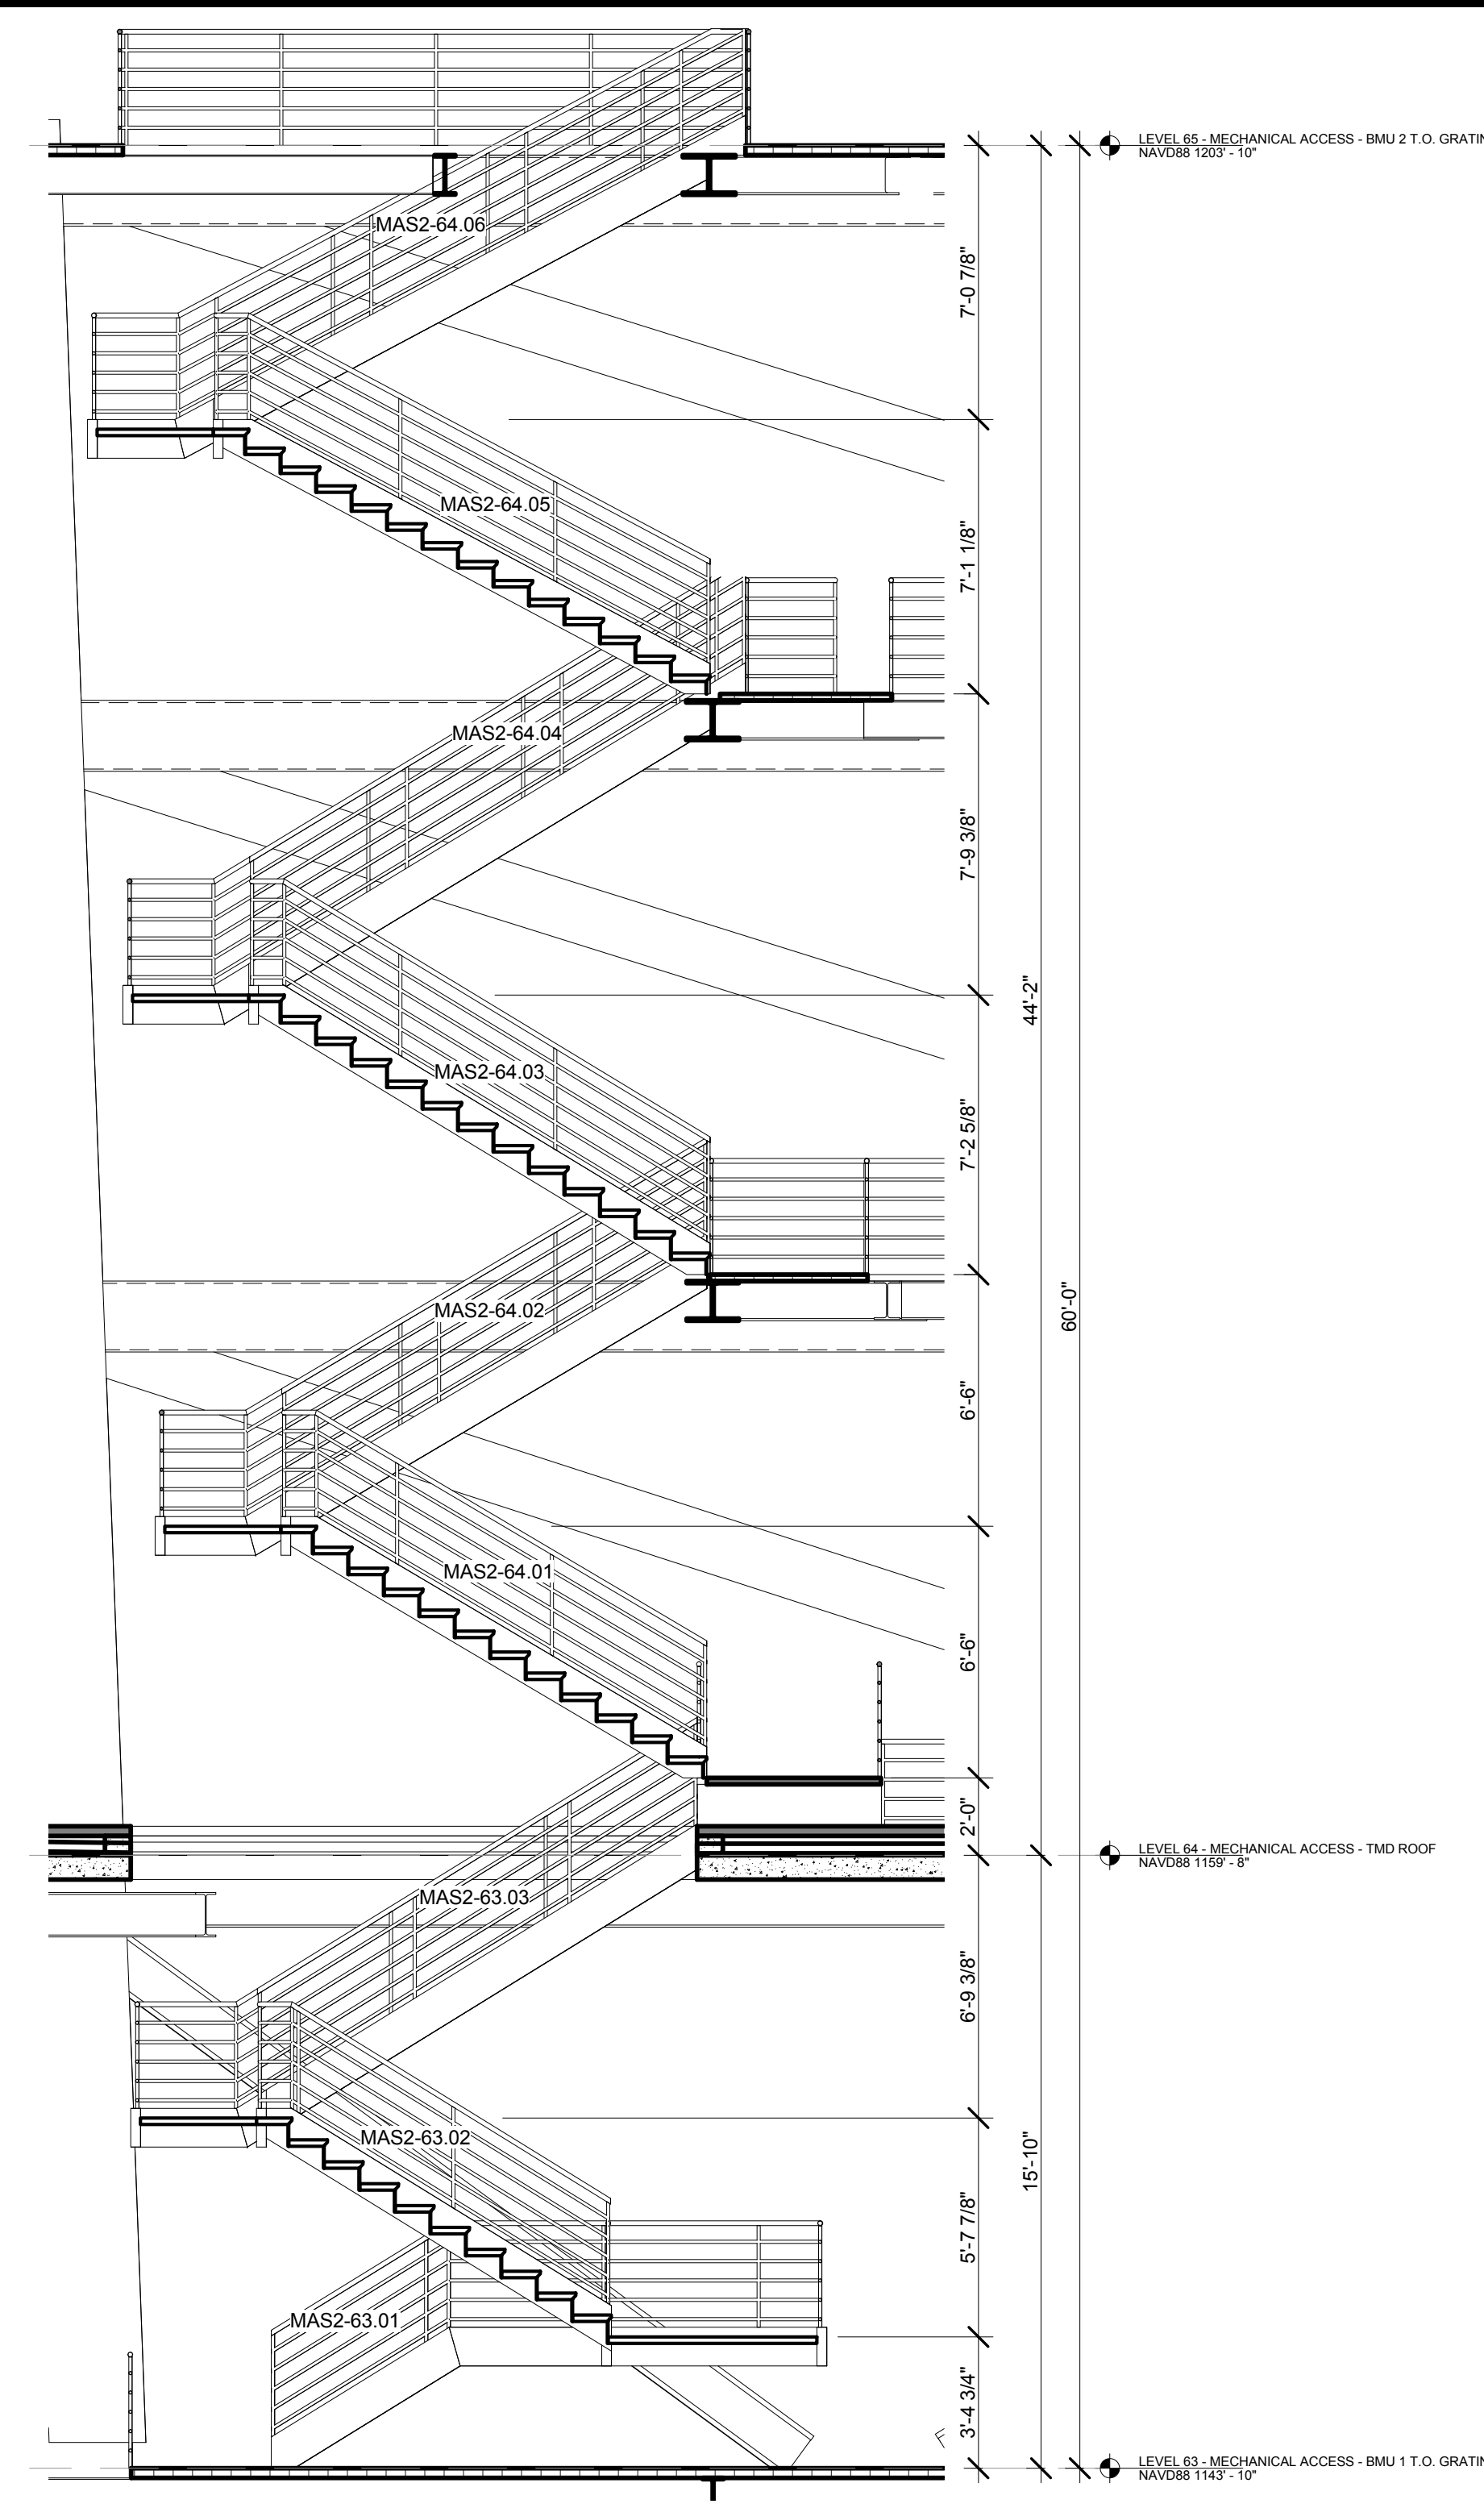 LEVEL 65 - MECHANICAL ACCESS - BMU 2 T.O. GRATIN
NAVD88 1203' - 10"
MAS2-64.06
7'-0 7/8"
MAS2-64.05
7'-1 1/8"
MAS2-64.04
7'-9 3/8"
44'-2"
MAS2-64.03
7'-2 5/8"
60'-0"
MAS2-64.02
6'-6"
MAS2-64.01
6'-6"
2'-0"
LEVEL 64 - MECHANICAL ACCESS - TMD ROOF
NAVD88 1159' - 8"
MAS2-63.03
6'-9 3/8"
MAS2-63.02
15'-10"
5'-7 7/8"
MAS2-63.01
3'-4 3/4"
LEVEL 63 - MECHANICAL ACCESS - BMU 1 T.O. GRATIN
NAVD88 1143' - 10"